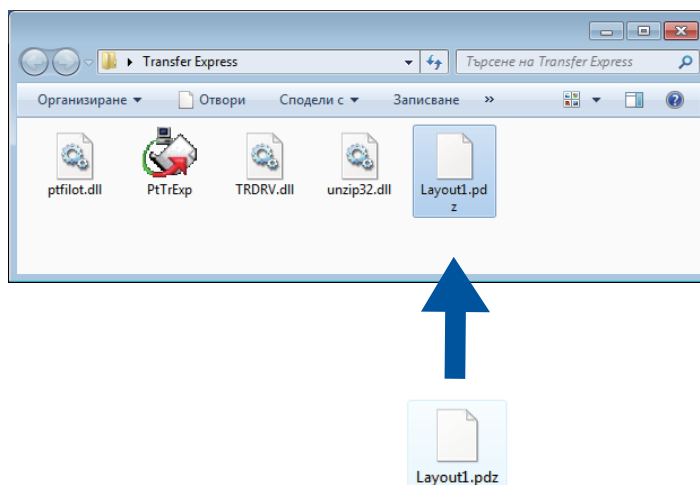 Transfer Express
Търсене на Transfer Express
Организиране Отвори Сподели с Записване »
ptfilot.dll PtTrExp TRDRV.dll unzip32.dll Layout1.pd
z
Layout1.pdz